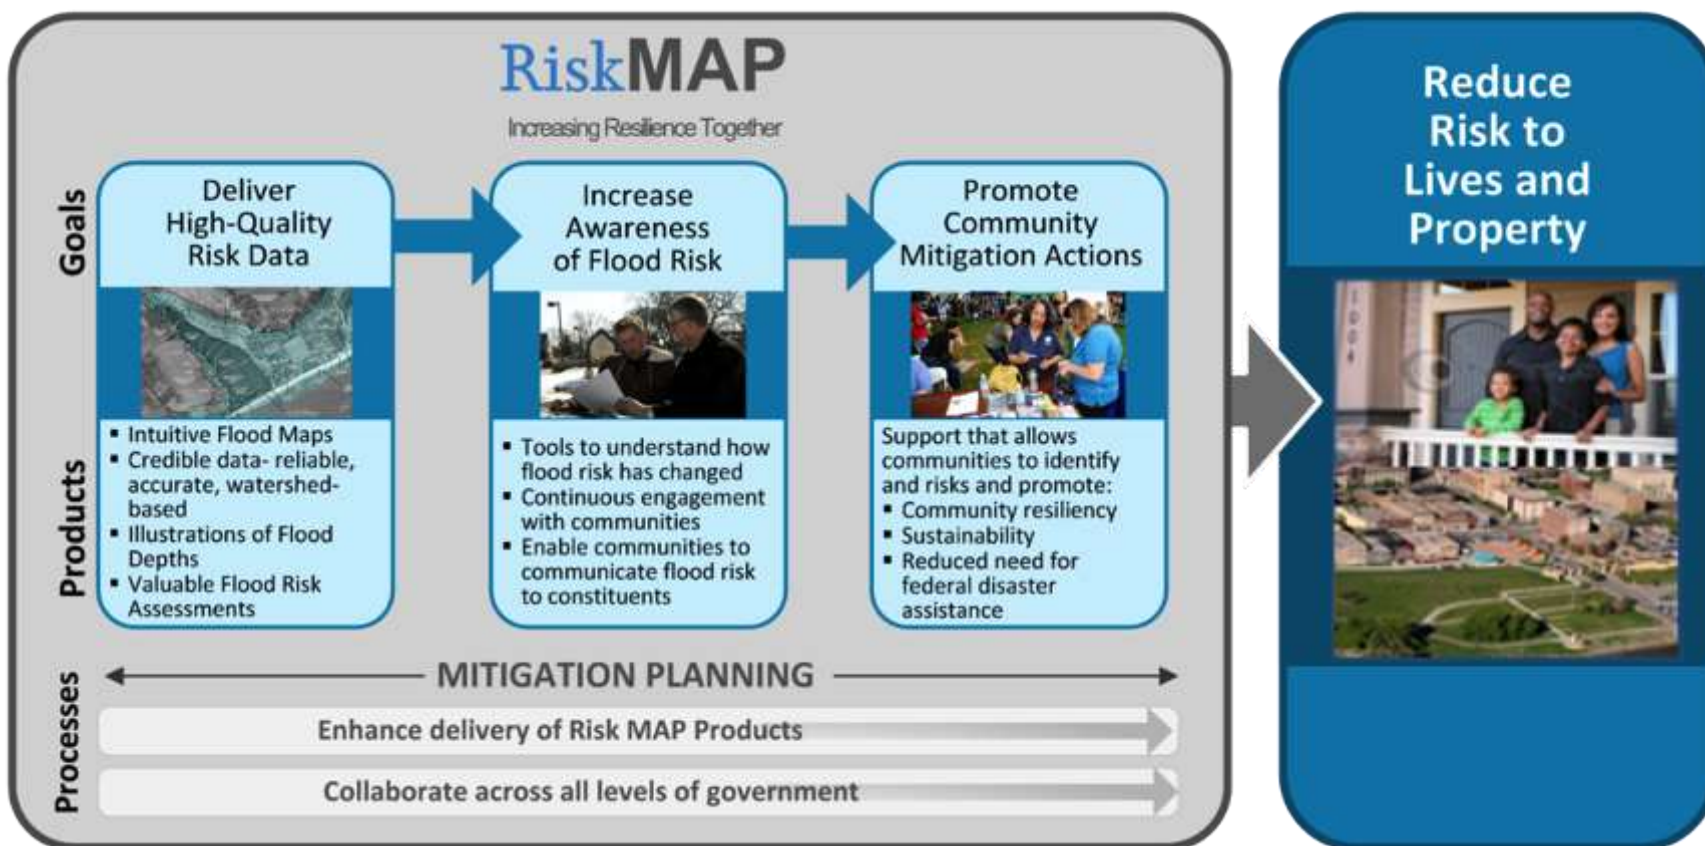 RiskMAP
Increasing Resilience Together
Goals
Deliver
High-Quality
Risk Data
Increase
Awareness
of Flood Risk
Promote
Community
Mitigation Actions
Products
▪ Intuitive Flood Maps
▪ Credible data- reliable,
accurate, watershed-
based
▪ Illustrations of Flood
Depths
▪ Valuable Flood Risk
Assessments
▪ Tools to understand how
flood risk has changed
▪ Continuous engagement
with communities
▪ Enable communities to
communicate flood risk
to constituents
Support that allows
communities to identify
and risks and promote:
▪ Community resiliency
▪ Sustainability
▪ Reduced need for
federal disaster
assistance
Processes
MITIGATION PLANNING
Enhance delivery of Risk MAP Products
Collaborate across all levels of government
Reduce
Risk to
Lives and
Property
1004